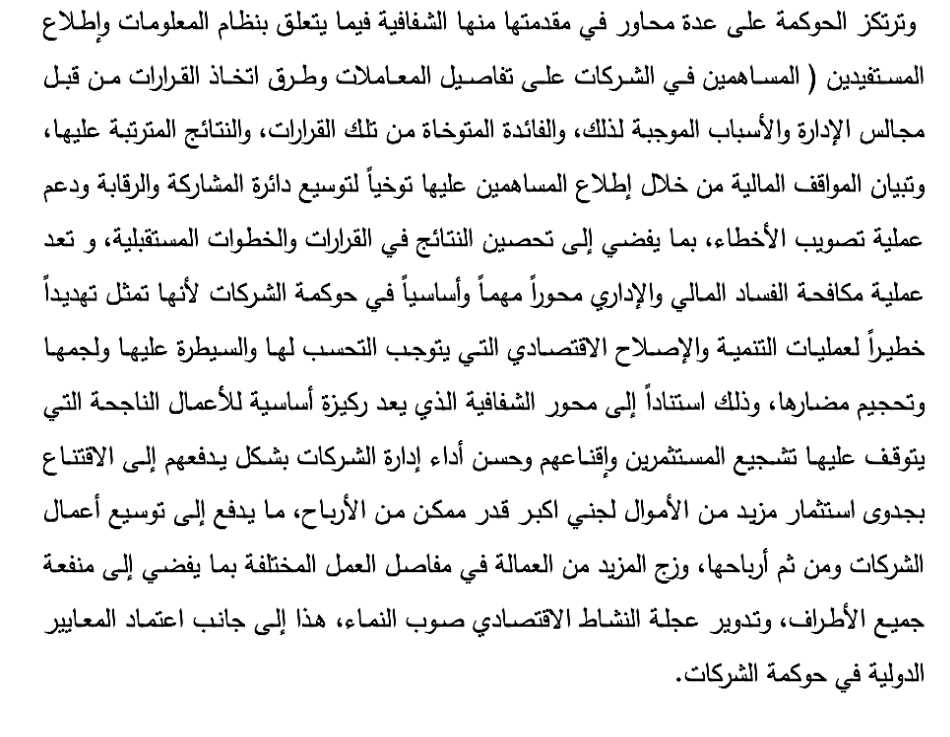 وترتكز الحوكمة على عدة محاور في مقدمتها منها الشفافية فيما يتعلق بنظام المعلومات وإطلاع
المستفيدين ( المساهمين في الشركات على تفاصيل المعاملات وطرق اتخاذ القرارات من قبل
مجالس الإدارة والأسباب الموجبة لذلك، والفائدة المتوخاة من تلك القرارات، والنتائج المترتبة عليها،
وتبيان المواقف المالية من خلال إطلاع المساهمين عليها توخياً لتوسيع دائرة المشاركة والرقابة ودعم
عملية تصويب الأخطاء، بما يفضي إلى تحصين النتائج في القرارات والخطوات المستقبلية، و تعد
عملية مكافحة الفساد المالي والإداري محوراً مهماً وأساسياً في حوكمة الشركات لأنها تمثل تهديداً
خطيراً لعمليات التنمية والإصلاح الاقتصادي التي يتوجب التحسب لها والسيطرة عليها ولجمها
وتحجيم مضارها، وذلك استناداً إلى محور الشفافية الذي يعد ركيزة أساسية للأعمال الناجحة التي
يتوقف عليها تشجيع المستثمرين وإقناعهم وحسن أداء إدارة الشركات بشكل يدفعهم إلى الاقتناع
بجدوى استثمار مزيد من الأموال لجني اكبر قدر ممكن من الأرباح، ما يدفع إلى توسيع أعمال
الشركات ومن ثم أرباحها، وزج المزيد من العمالة في مفاصل العمل المختلفة بما يفضي إلى منفعة
جميع الأطراف، وتدوير عجلة النشاط الاقتصادي صوب النماء، هذا إلى جانب اعتماد المعايير
الدولية في حوكمة الشركات.